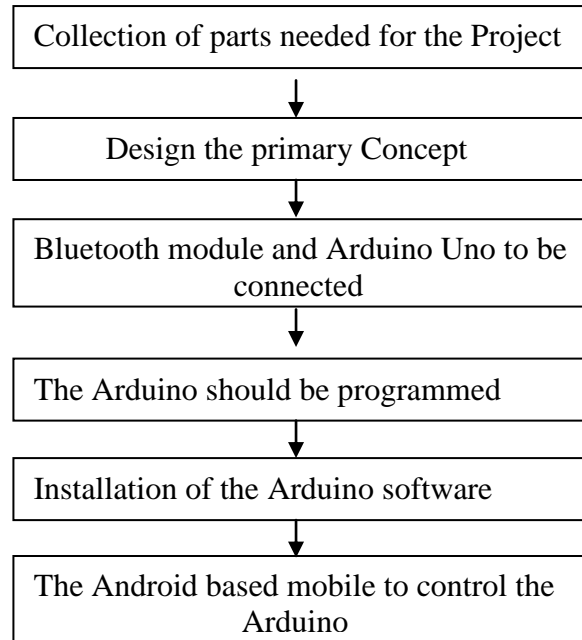 Collection of parts needed for the Project
Design the primary Concept
Bluetooth module and Arduino Uno to be
connected
The Arduino should be programmed
Installation of the Arduino software
The Android based mobile to control the
Arduino